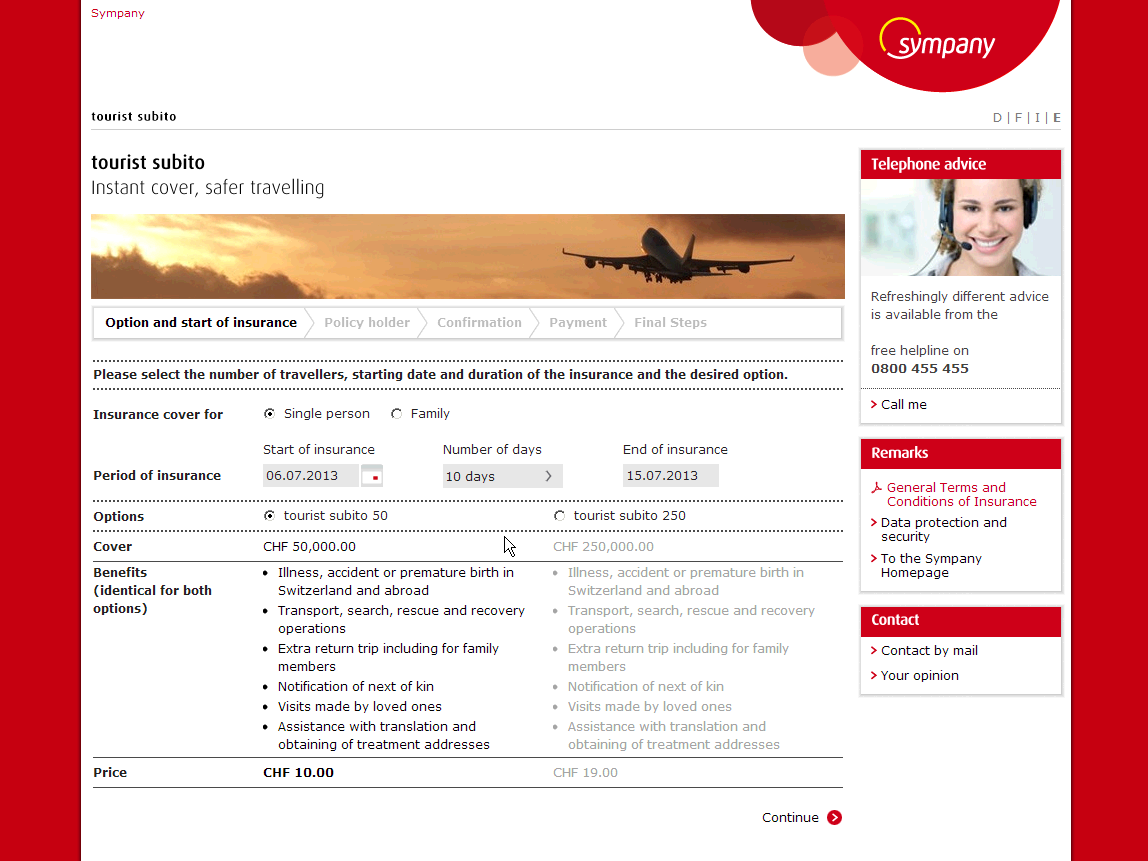 Sympany
sympany
tourist subito
D | F | I | E
tourist subito
Instant cover, safer travelling
Option and start of insurance
Policy holder
Confirmation
Payment
Final Steps
Please select the number of travellers, starting date and duration of the insurance and the desired option.
Insurance cover for
Single person
Family
Start of insurance
Number of days
End of insurance
Period of insurance
06.07.2013
10 days
15.07.2013
Options
tourist subito 50
tourist subito 250
Cover
CHF 50,000.00
CHF 250,000.00
Benefits
(identical for both
options)
Illness, accident or premature birth in
Switzerland and abroad
Transport, search, rescue and recovery
operations
Extra return trip including for family
members
Notification of next of kin
Visits made by loved ones
Assistance with translation and
obtaining of treatment addresses
Illness, accident or premature birth in
Switzerland and abroad
Transport, search, rescue and recovery
operations
Extra return trip including for family
members
Notification of next of kin
Visits made by loved ones
Assistance with translation and
obtaining of treatment addresses
Price
CHF 10.00
CHF 19.00
Continue
Telephone advice
Refreshingly different advice
is available from the
free helpline on
0800 455 455
Call me
Remarks
General Terms and
Conditions of Insurance
Data protection and
security
To the Sympany
Homepage
Contact
Contact by mail
Your opinion